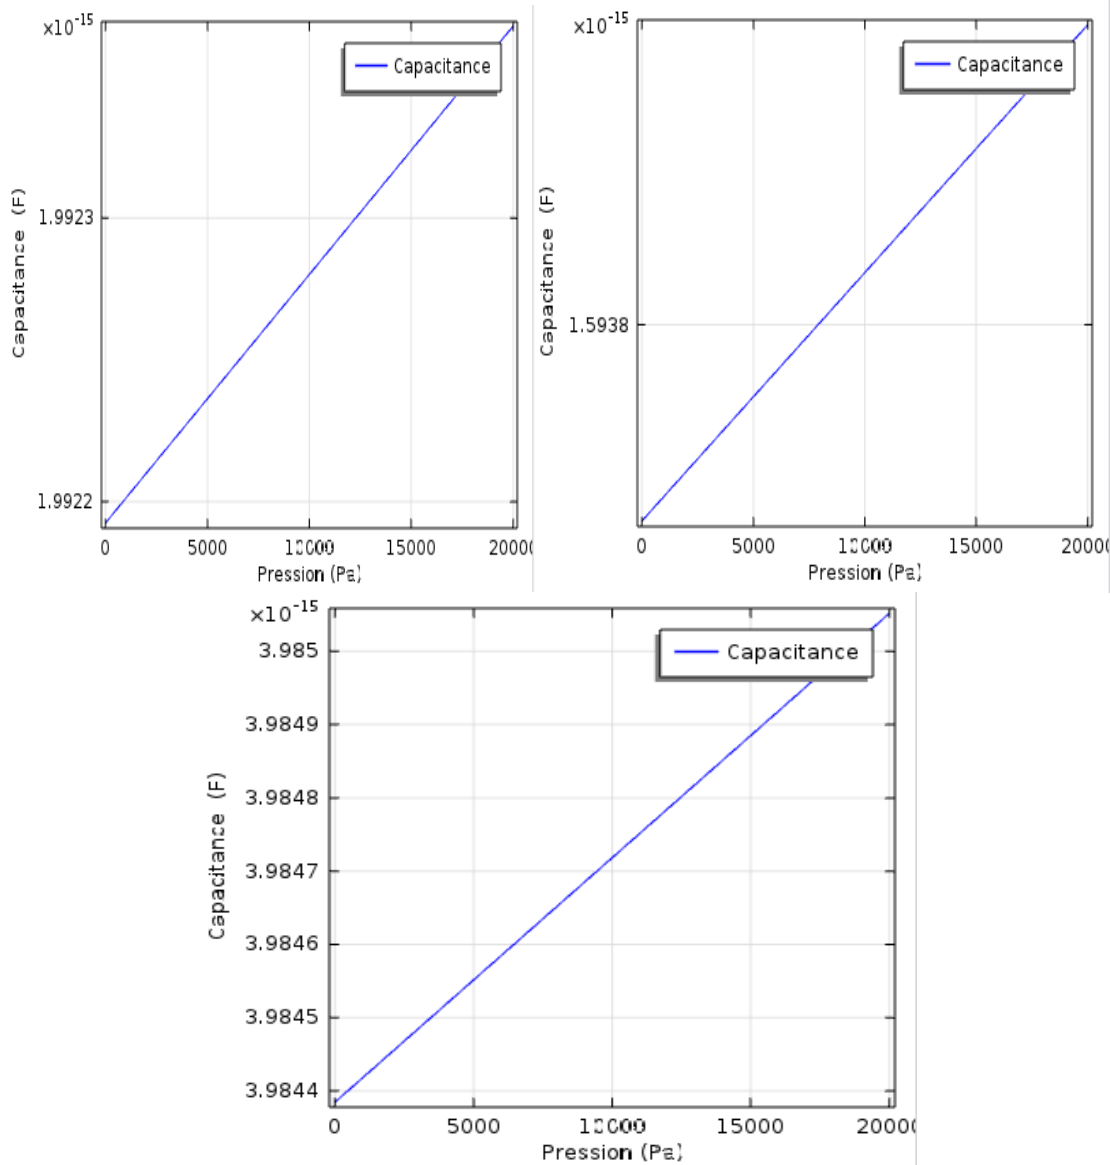 ×10⁻¹⁵
Capacitance
Capacitance (F)
1.9923
1.9922
0 5000 10000 15000 20000
Pression (Pa)
×10⁻¹⁵
Capacitance
Capacitance (F)
1.5938
0 5000 10000 15000 20000
Pression (Pa)
×10⁻¹⁵
Capacitance
Capacitance (F)
3.985
3.9849
3.9848
3.9847
3.9846
3.9845
3.9844
0 5000 10000 15000 20000
Pression (Pa)